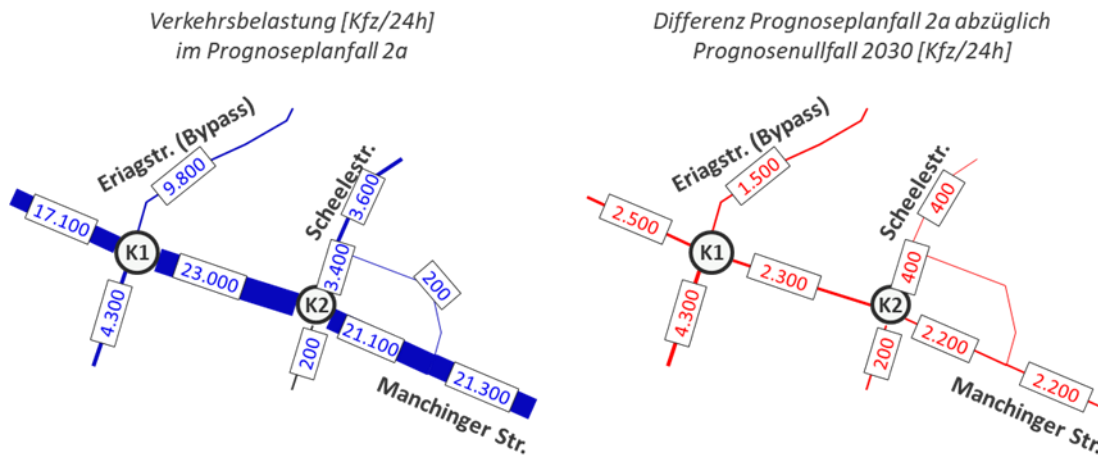 Verkehrsbelastung [Kfz/24h]
im Prognoseplanfall 2a
Eriagstr. (Bypass)
9.800
Scheelestr.
3.600
17.100
K1
23.000
3.400
200
4.300
K2
200
21.100
21.300
Manchinger Str.
Differenz Prognoseplanfall 2a abzüglich
Prognosenullfall 2030 [Kfz/24h]
Eriagstr. (Bypass)
1.500
Scheelestr.
400
2.500
K1
2.300
400
4.300
K2
200
2.200
2.200
Manchinger Str.